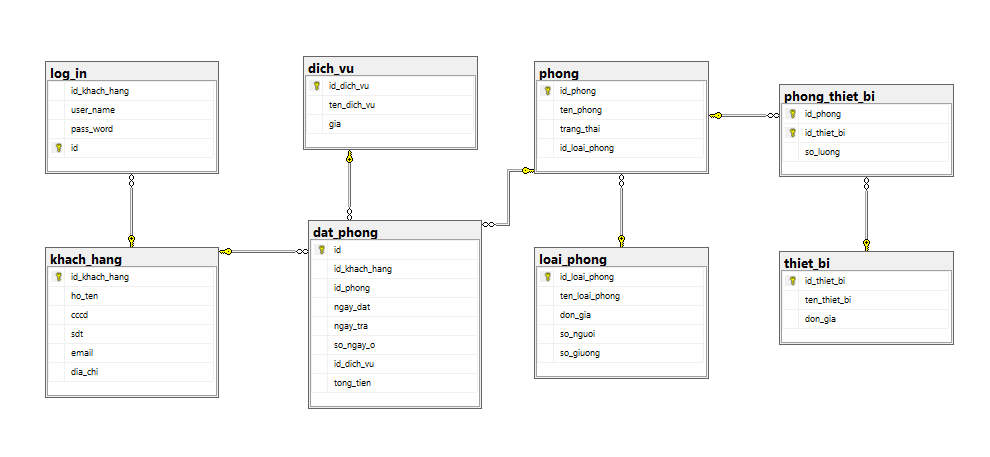 log_in
id_khach_hang
user_name
pass_word
id
dich_vu
id_dich_vu
ten_dich_vu
gia
phong
id_phong
ten_phong
trang_thai
id_loai_phong
phong_thiet_bi
id_phong
id_thiet_bi
so_luong
khach_hang
id_khach_hang
ho_ten
cccd
sdt
email
dia_chi
dat_phong
id
id_khach_hang
id_phong
ngay_dat
ngay_tra
so_ngay_o
id_dich_vu
tong_tien
loai_phong
id_loai_phong
ten_loai_phong
don_gia
so_nguoi
so_giuong
thiet_bi
id_thiet_bi
ten_thiet_bi
don_gia